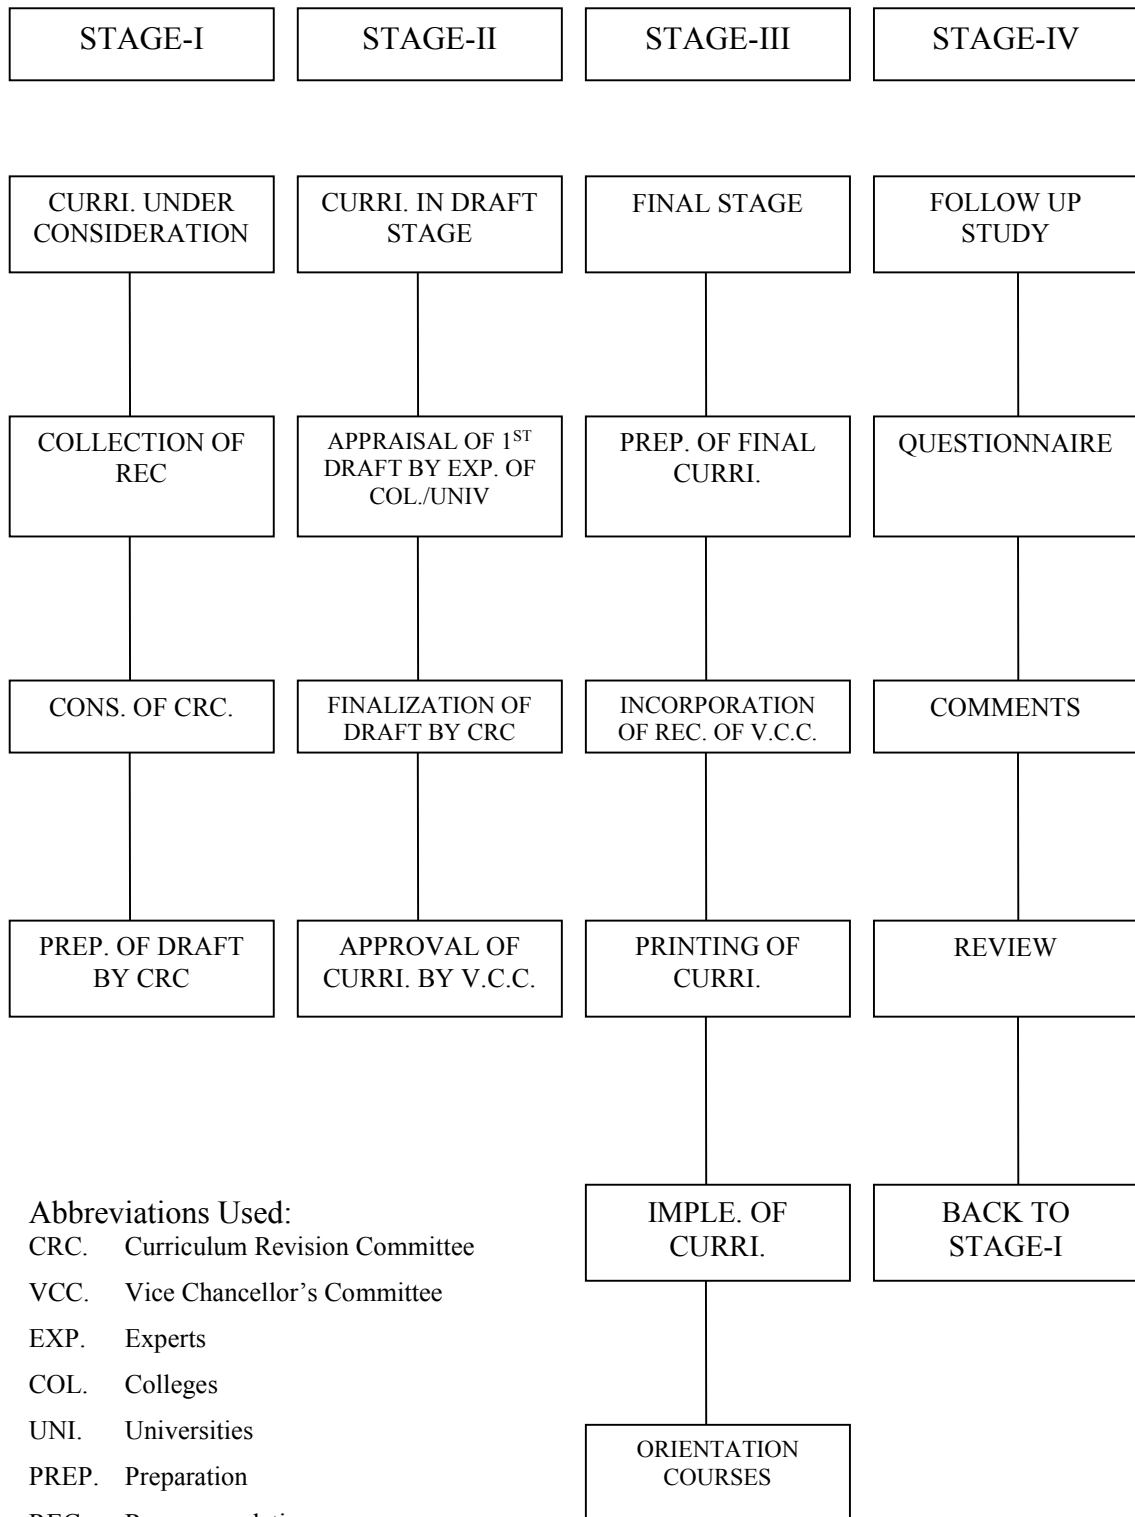 STAGE-I
STAGE-II
STAGE-III
STAGE-IV
CURRI. UNDER
CONSIDERATION
CURRI. IN DRAFT
STAGE
FINAL STAGE
FOLLOW UP
STUDY
COLLECTION OF
REC
APPRAISAL OF 1ST
DRAFT BY EXP. OF
COL./UNIV
PREP. OF FINAL
CURRI.
QUESTIONNAIRE
CONS. OF CRC.
FINALIZATION OF
DRAFT BY CRC
INCORPORATION
OF REC. OF V.C.C.
COMMENTS
PREP. OF DRAFT
BY CRC
APPROVAL OF
CURRI. BY V.C.C.
PRINTING OF
CURRI.
REVIEW
IMPLE. OF
CURRI.
BACK TO
STAGE-I
ORIENTATION
COURSES
Abbreviations Used:
CRC. Curriculum Revision Committee
VCC. Vice Chancellor’s Committee
EXP. Experts
COL. Colleges
UNI. Universities
PREP. Preparation